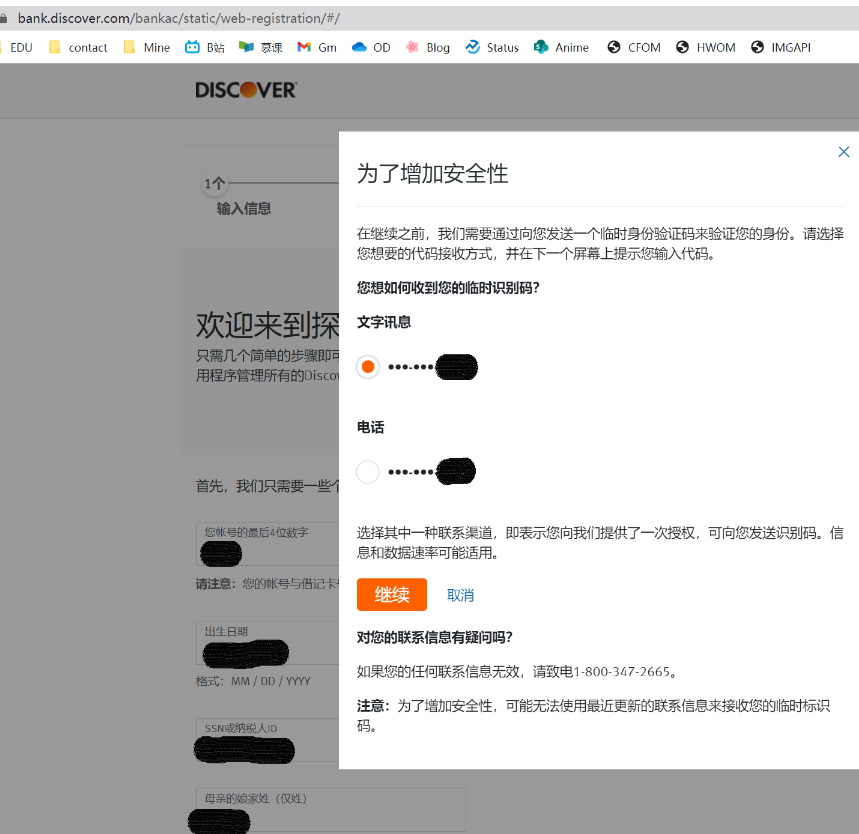 bank.discover.com/bankac/static/web-registration/#/
EDU contact Mine B站 慕课 Gm OD Blog Status Anime CFOM HWOM IMGAPI
DISCOVER
1个
输入信息
欢迎来到探
只需几个简单的步骤即可
用程序管理所有的Disco
首先，我们只需要一些个
您帐号的最后4位数字
请注意：您的帐号与借记卡
出生日期
格式：MM / DD / YYYY
SSN或纳税人ID
母亲的娘家姓（仅姓）
为了增加安全性
在继续之前，我们需要通过向您发送一个临时身份验证码来验证您的身份。请选择
您想要的代码接收方式，并在下一个屏幕上提示您输入代码。
您想如何收到您的临时识别码？
文字讯息
•••-•••
电话
•••-•••
选择其中一种联系渠道，即表示您向我们提供了一次授权，可向您发送识别码。信
息和数据速率可能适用。
继续 取消
对您的联系信息有疑问吗？
如果您的任何联系信息无效，请致电1-800-347-2665。
注意：为了增加安全性，可能无法使用最近更新的联系信息来接收您的临时标识
码。